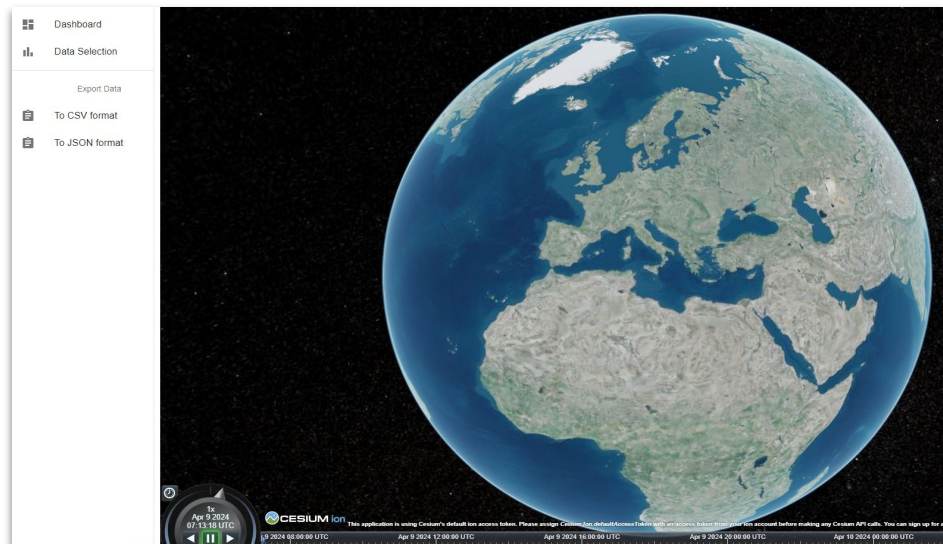 Dashboard
Data Selection
Export Data
To CSV format
To JSON format
1x
Apr 9 2024
07:13:18 UTC
CESIUM ion
This application is using Cesium's default ion access token. Please assign Cesium.Ion.defaultAccessToken with an access token from your ion account before making any Cesium API calls. You can sign up for a
9 2024 08:00:00 UTC
Apr 9 2024 12:00:00 UTC
Apr 9 2024 16:00:00 UTC
Apr 9 2024 20:00:00 UTC
Apr 10 2024 00:00:00 UTC